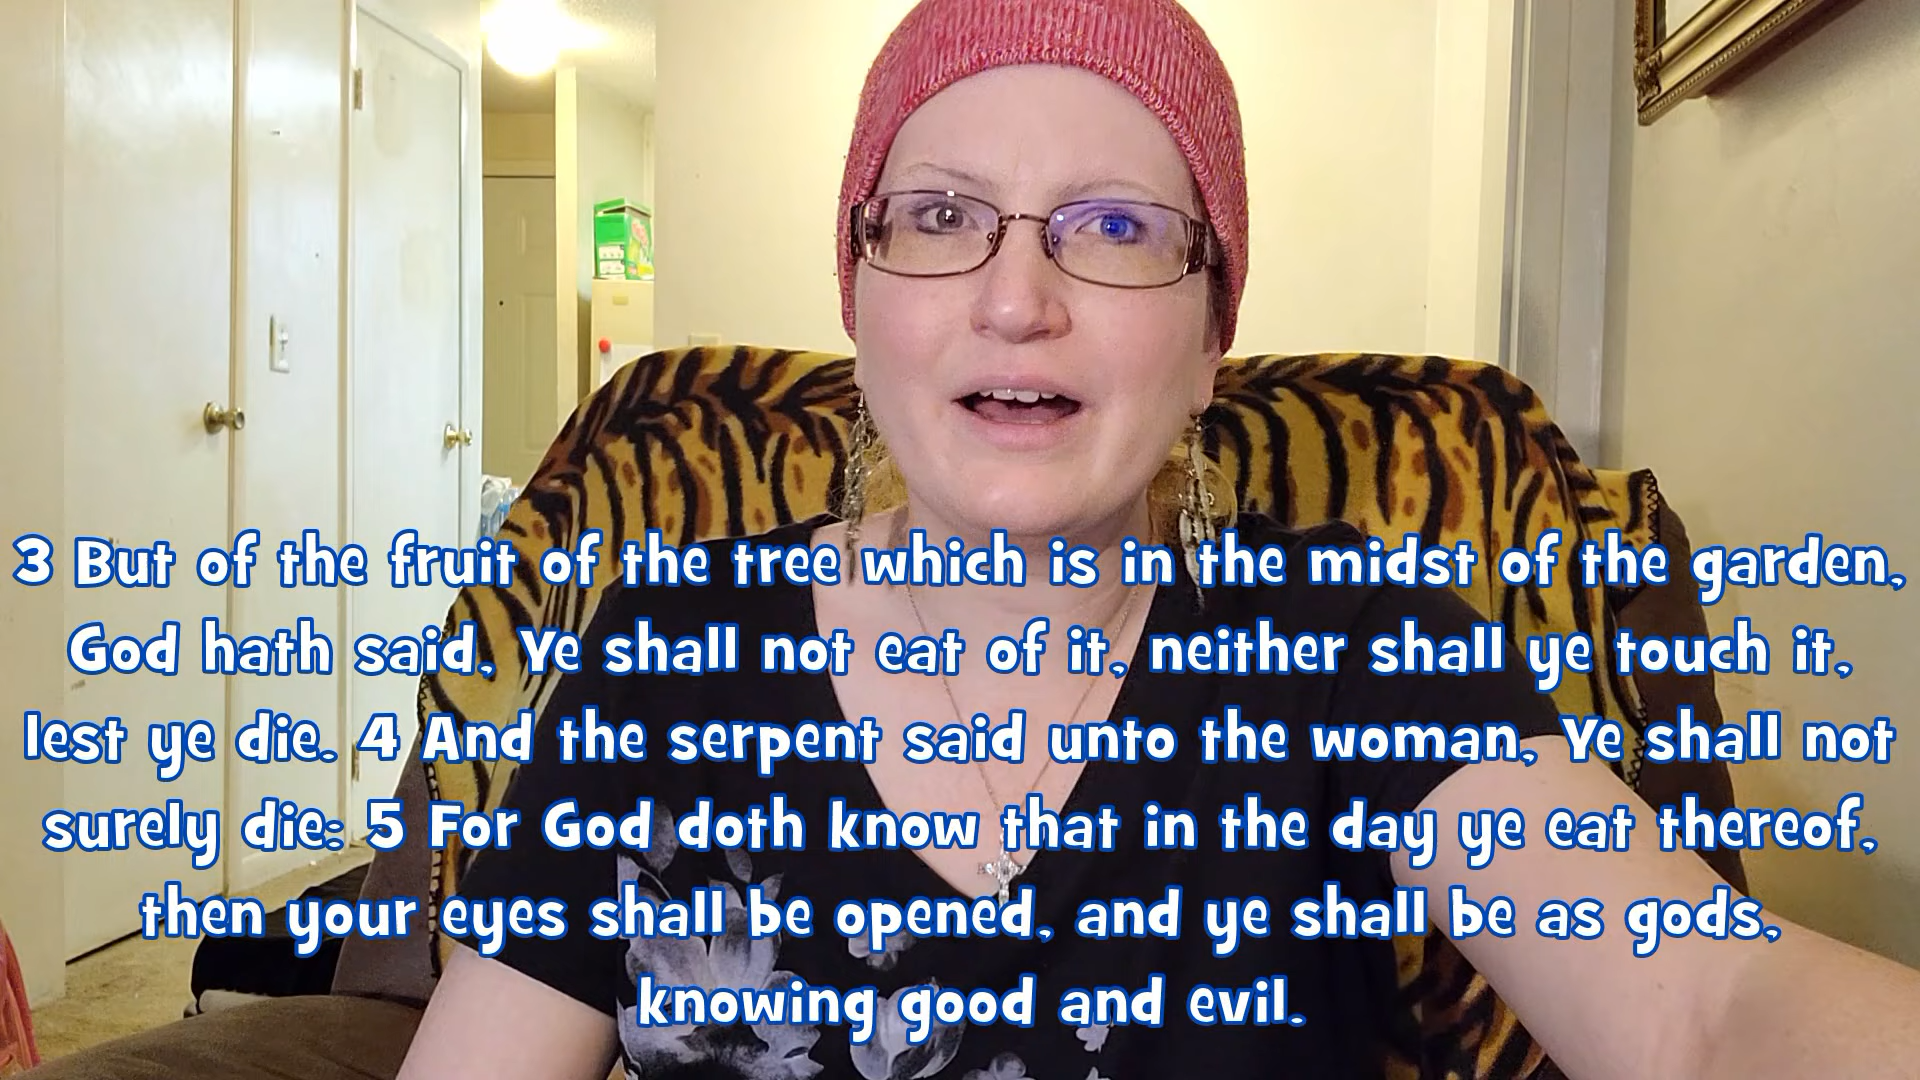 3 But of the fruit of the tree which is in the midst of the garden,
God hath said, Ye shall not eat of it, neither shall ye touch it,
lest ye die. 4 And the serpent said unto the woman, Ye shall not
surely die: 5 For God doth know that in the day ye eat thereof,
then your eyes shall be opened, and ye shall be as gods,
knowing good and evil.